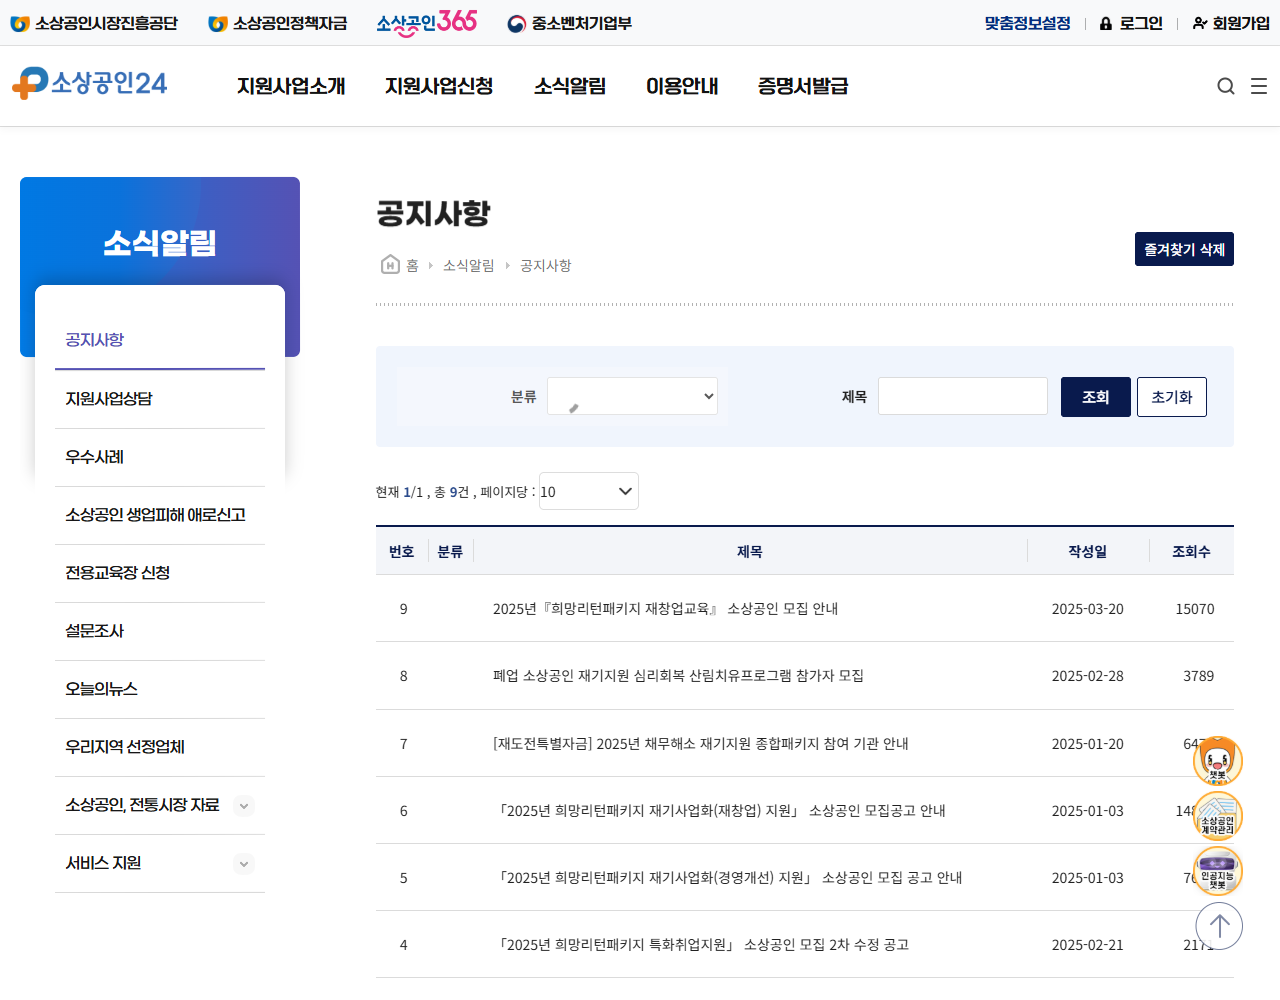 소상공인시장진흥공단 소상공인정책자금 소상공인365 중소벤처기업부 맞춤정보설정 로그인 회원가입
소상공인24 지원사업소개 지원사업신청 소식알림 이용안내 증명서발급
소식알림
공지사항
지원사업상담
우수사례
소상공인 생업피해 애로신고
전용교육장 신청
설문조사
오늘의뉴스
우리지역 선정업체
소상공인, 전통시장 자료
서비스 지원
공지사항
홈 소식알림 공지사항
즐겨찾기 삭제
분류 제목 조회 초기화
현재 1/1 , 총 9건 , 페이지당 : 10
번호 분류 제목 작성일 조회수
9 2025년『희망리턴패키지 재창업교육』 소상공인 모집 안내 2025-03-20 15070
8 폐업 소상공인 재기지원 심리회복 산림치유프로그램 참가자 모집 2025-02-28 3789
7 [재도전특별자금] 2025년 채무해소 재기지원 종합패키지 참여 기관 안내 2025-01-20
6 「2025년 희망리턴패키지 재기사업화(재창업) 지원」 소상공인 모집공고 안내 2025-01-03
5 「2025년 희망리턴패키지 재기사업화(경영개선) 지원」 소상공인 모집 공고 안내 2025-01-03
4 「2025년 희망리턴패키지 특화취업지원」 소상공인 모집 2차 수정 공고 2025-02-21 2171
챗봇
소상공인
계약관리
인공지능
챗봇